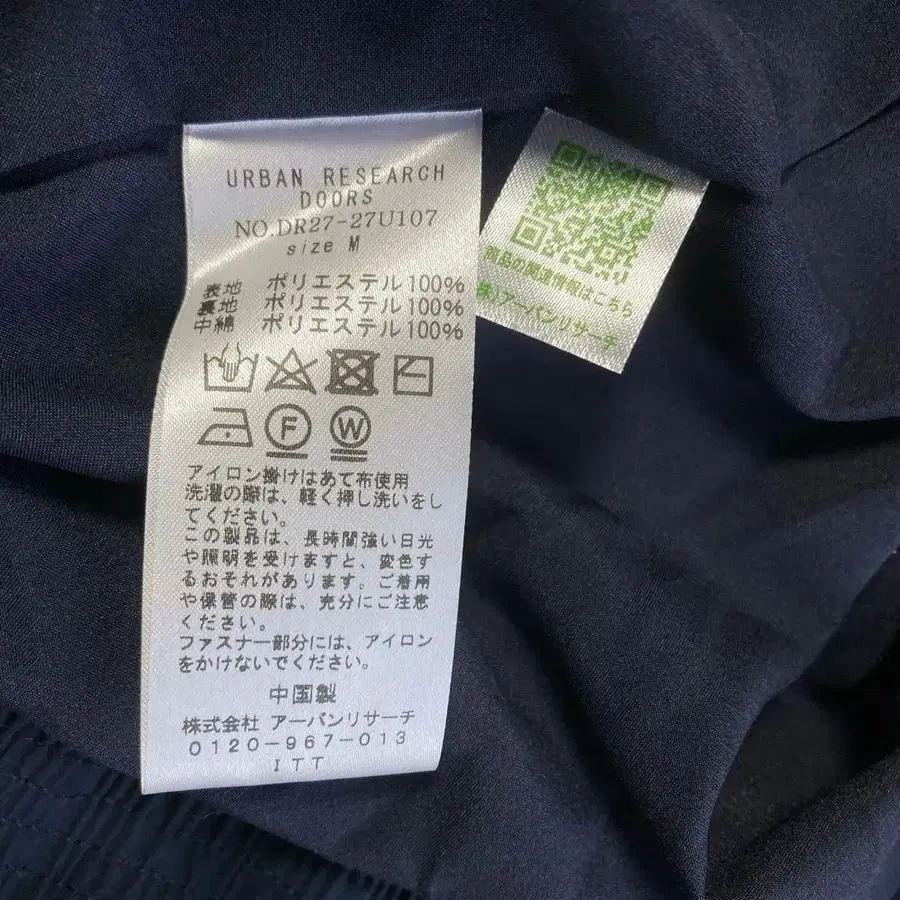 URBAN RESEARCH
DOORS
NO.DR27-27U107
size M
表地 ポリエステル100%
裏地 ポリエステル100%
中綿 ポリエステル100%
F
W
アイロン掛けはあて布使用
洗濯の際は、軽く押し洗いをし
てください。
この製品は、長時間強い日光
や照明を受けますと、変色す
るおそれがあります。ご着用
や保管の際は、充分にご注意
ください。
ファスナー部分には、アイロン
をかけないでください。
中国製
株式会社 アーバンリサーチ
0120-967-013
ITT
商品の関連情報はこちら
(株)アーバンリサーチ